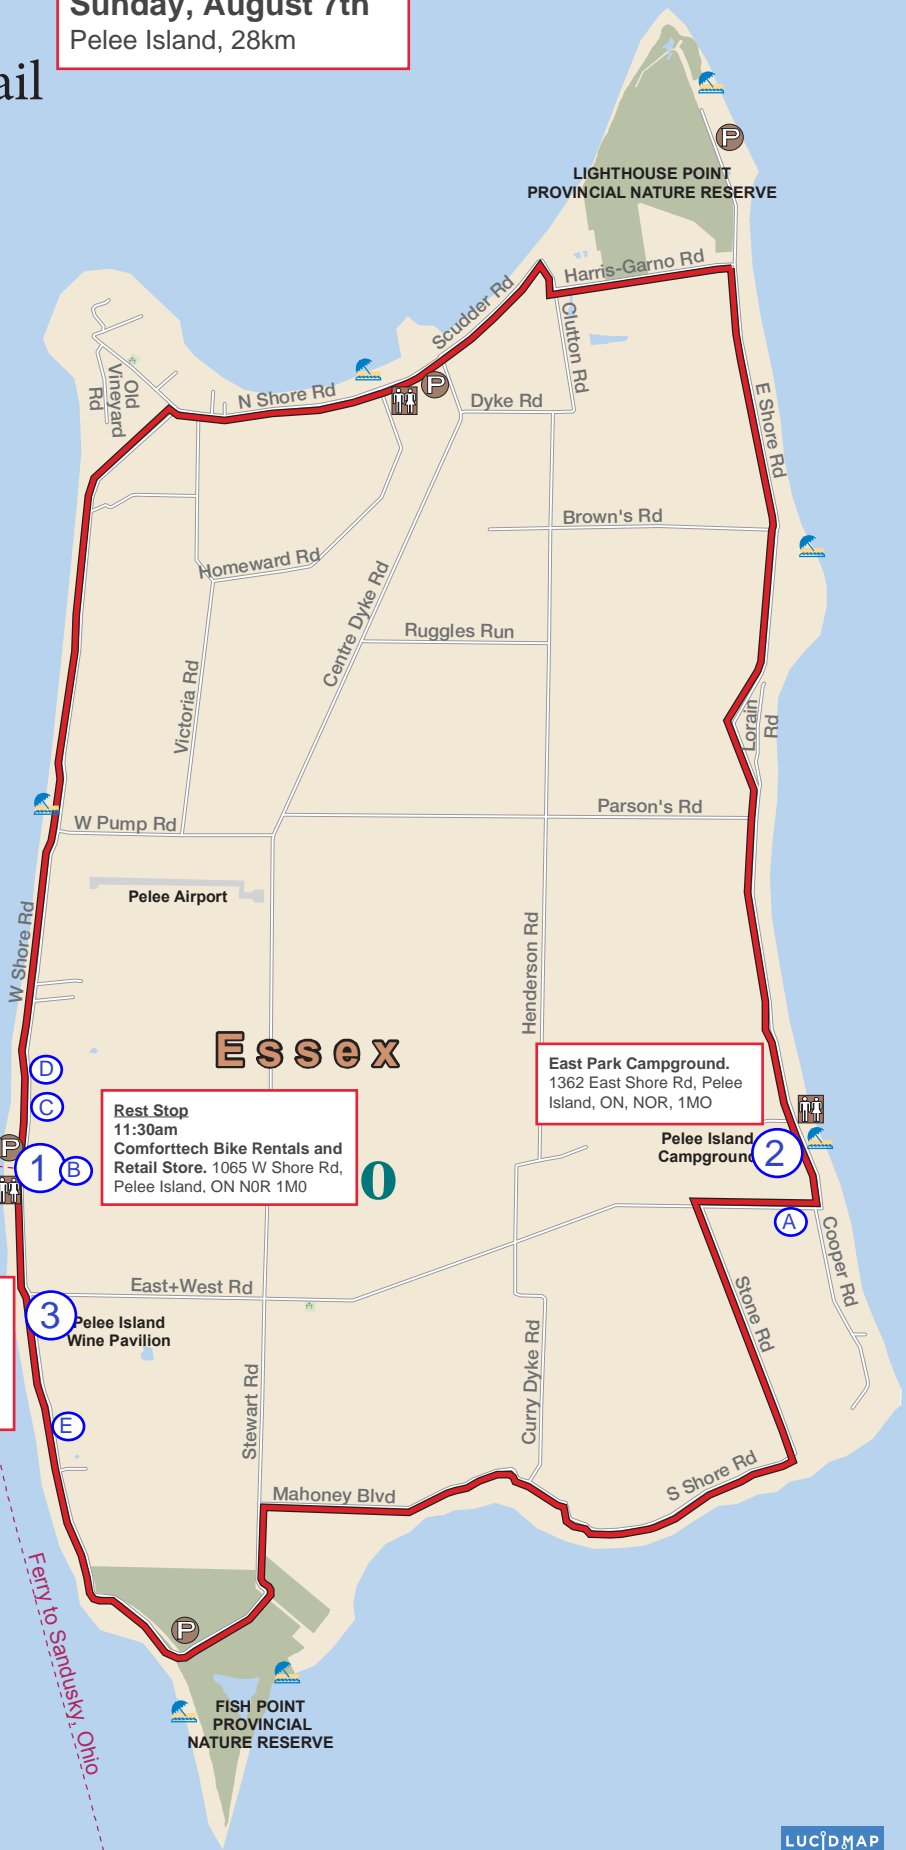 Sunday, August 7th
Pelee Island, 28km
ail
P
LIGHTHOUSE POINT
PROVINCIAL NATURE RESERVE
Harris-Garno Rd
Scudder Rd
Clutton Rd
N Shore Rd
P
Old
Vineyard
Rd
Dyke Rd
E Shore Rd
Brown's Rd
Homeward Rd
Centre Dyke Rd
Ruggles Run
Victoria Rd
Lorain
Rd
W Pump Rd
Parson's Rd
Pelee Airport
W Shore Rd
Henderson Rd
Essex
D
C
P
1
B
Rest Stop
11:30am
Comforttech Bike Rentals and
Retail Store. 1065 W Shore Rd,
Pelee Island, ON N0R 1M0
0
East Park Campground.
1362 East Shore Rd, Pelee
Island, ON, NOR, 1MO
Pelee Island
Campground
2
A
Cooper Rd
East+West Rd
Stone Rd
3
Pelee Island
Wine Pavilion
Stewart Rd
Curry Dyke Rd
E
S Shore Rd
Mahoney Blvd
Ferry to Sandusky, Ohio
P
FISH POINT
PROVINCIAL
NATURE RESERVE
LUCIDMAP